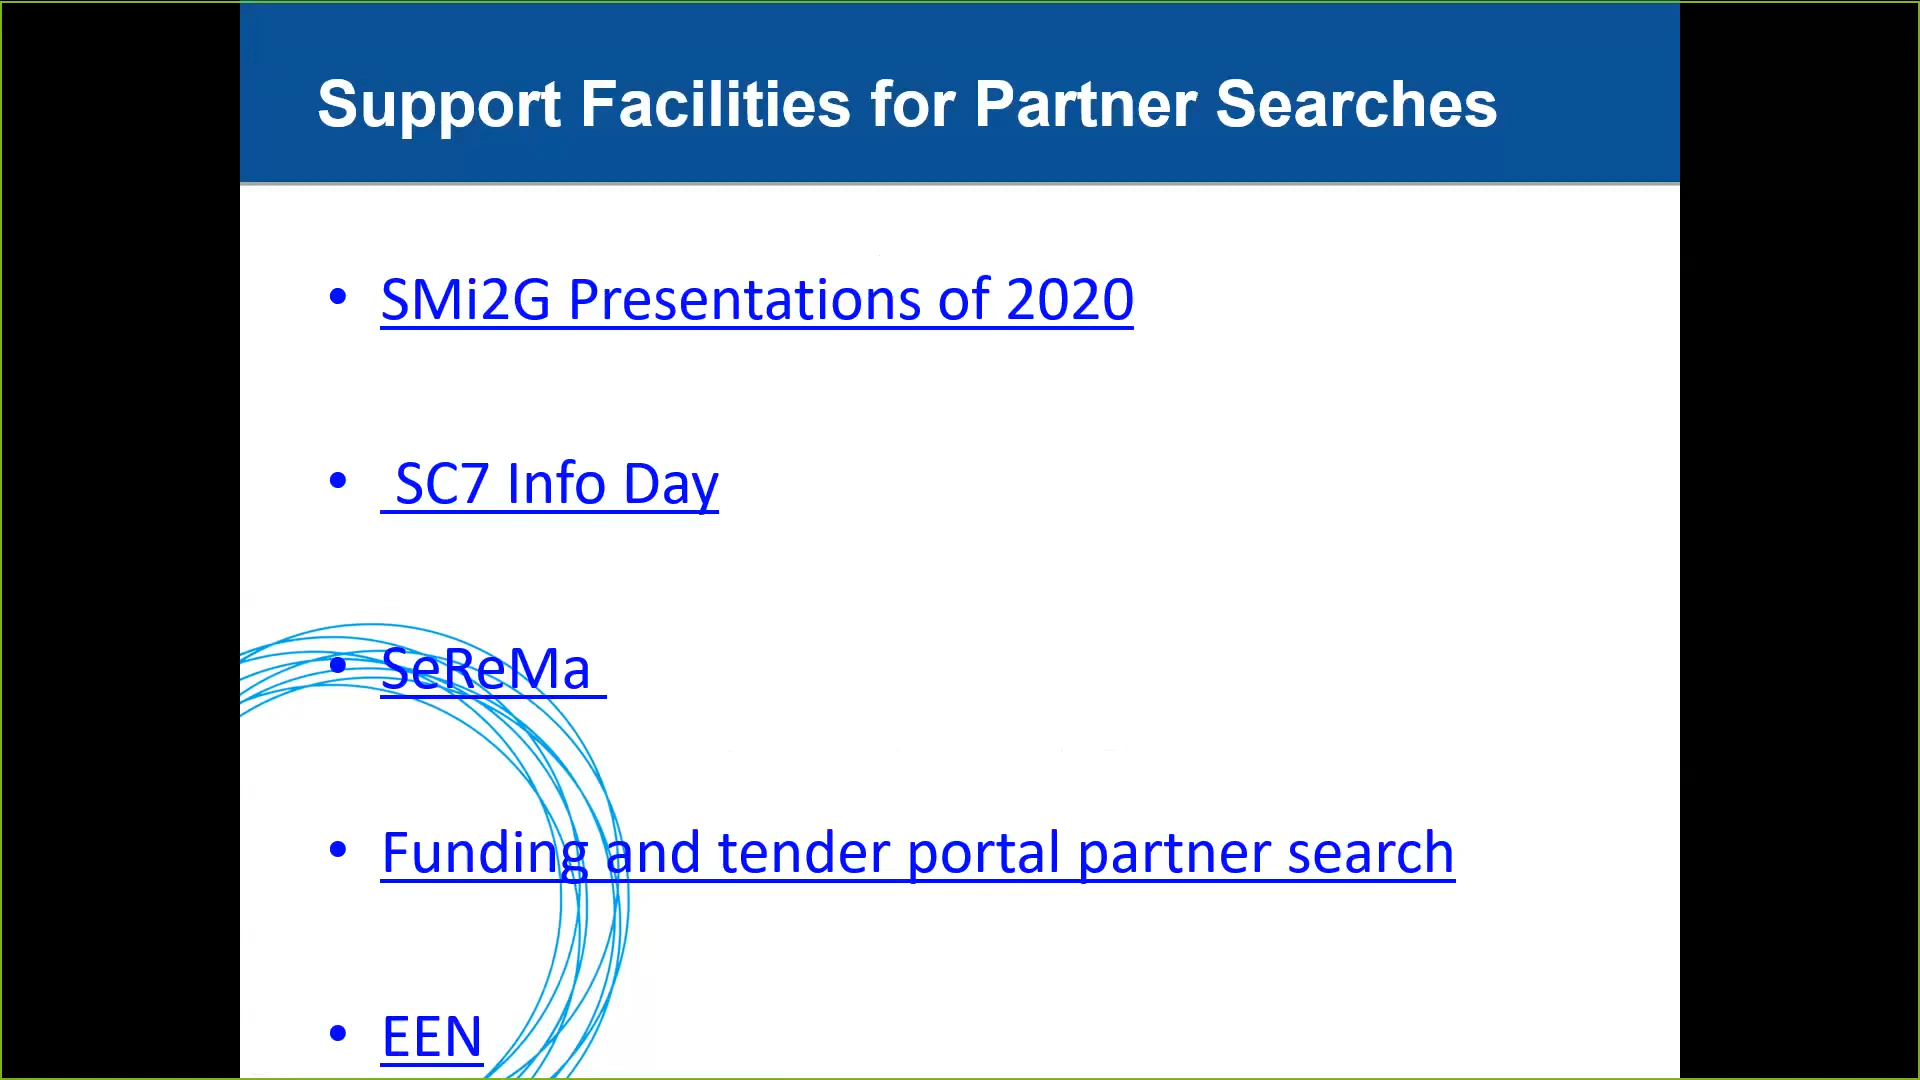 Support Facilities for Partner Searches
• SMi2G Presentations of 2020
• SC7 Info Day
• SeReMa
• Funding and tender portal partner search
• EEN